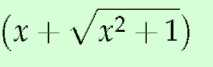 (x + √(x² + 1))